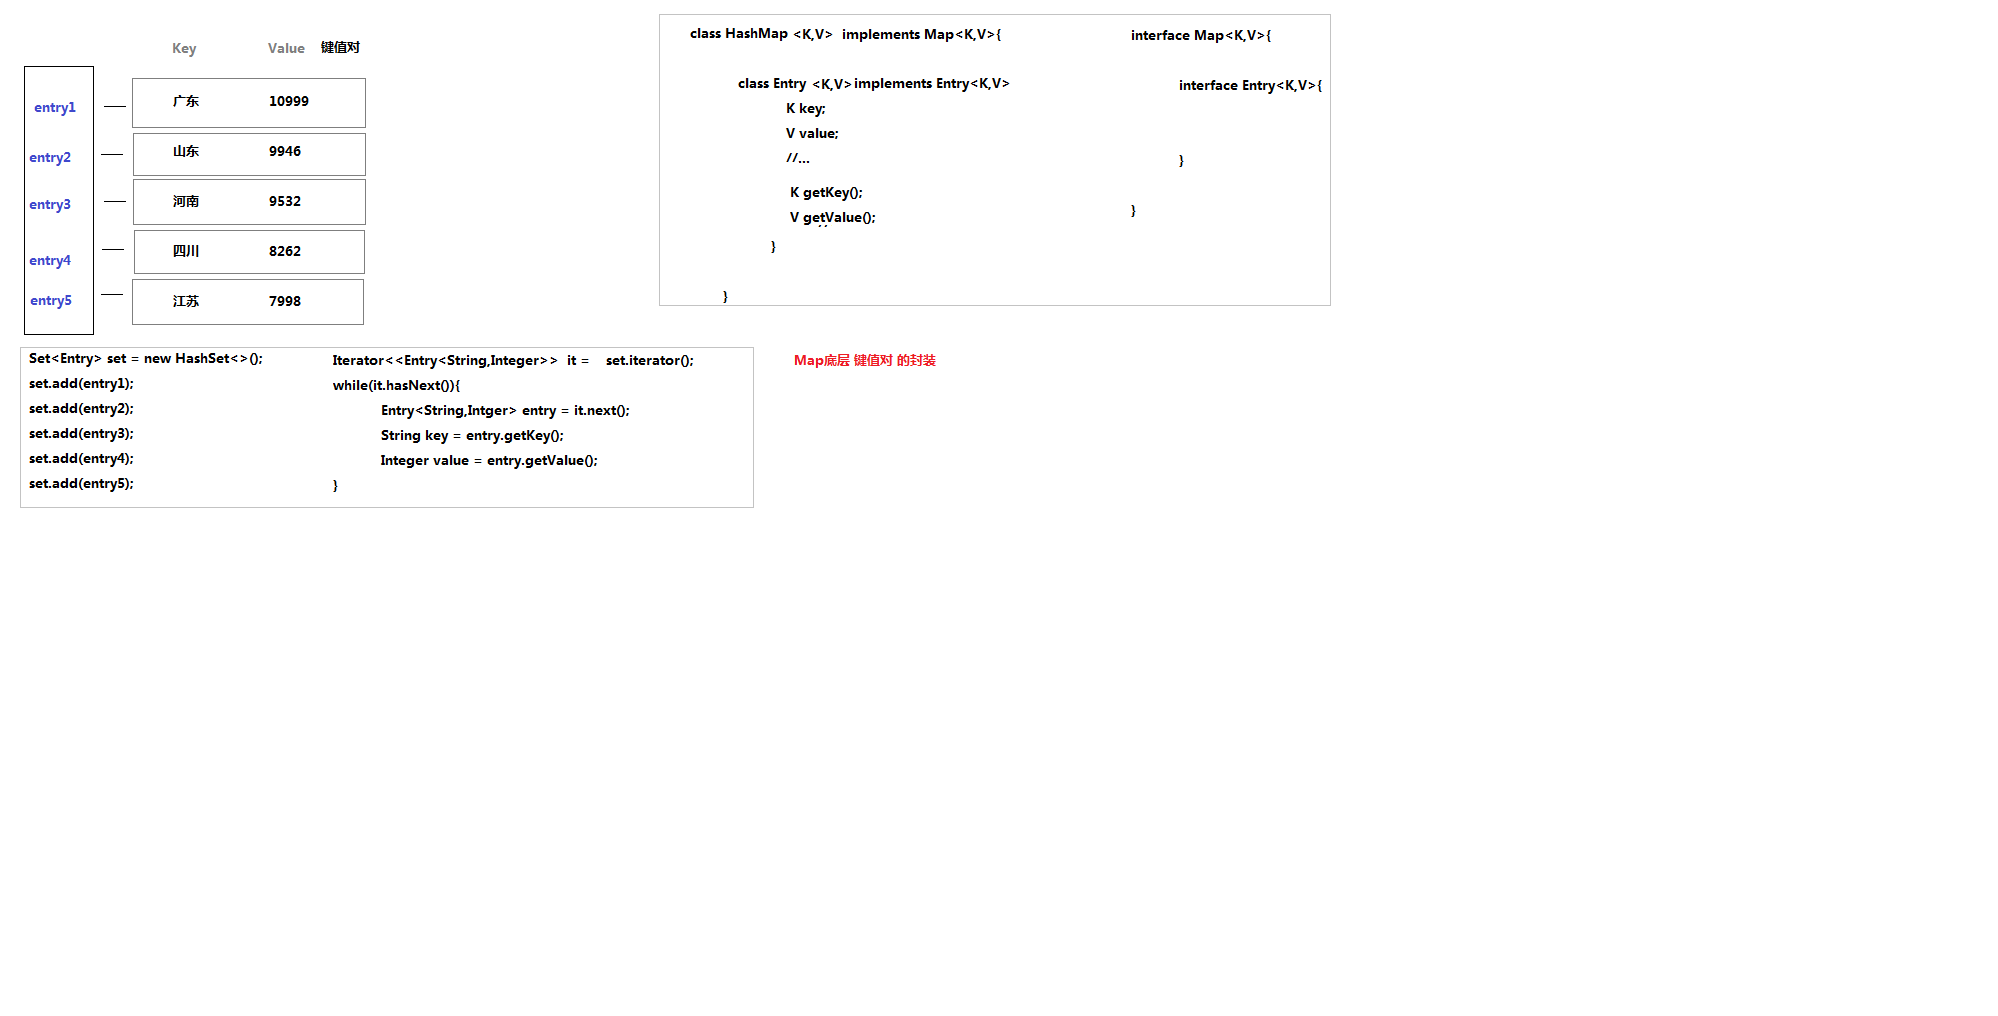 Key Value 键值对
entry1 广东 10999
entry2 山东 9946
entry3 河南 9532
entry4 四川 8262
entry5 江苏 7998
class HashMap <K,V> implements Map<K,V>{
class Entry <K,V> implements Entry<K,V>
K key;
V value;
//...
K getKey();
V getValue();
}
}
interface Map<K,V>{
interface Entry<K,V>{
}
}
Set<Entry> set = new HashSet<>();
set.add(entry1);
set.add(entry2);
set.add(entry3);
set.add(entry4);
set.add(entry5);
Iterator<<Entry<String,Integer>> it = set.iterator();
while(it.hasNext()){
Entry<String,Intger> entry = it.next();
String key = entry.getKey();
Integer value = entry.getValue();
}
Map底层 键值对 的封装